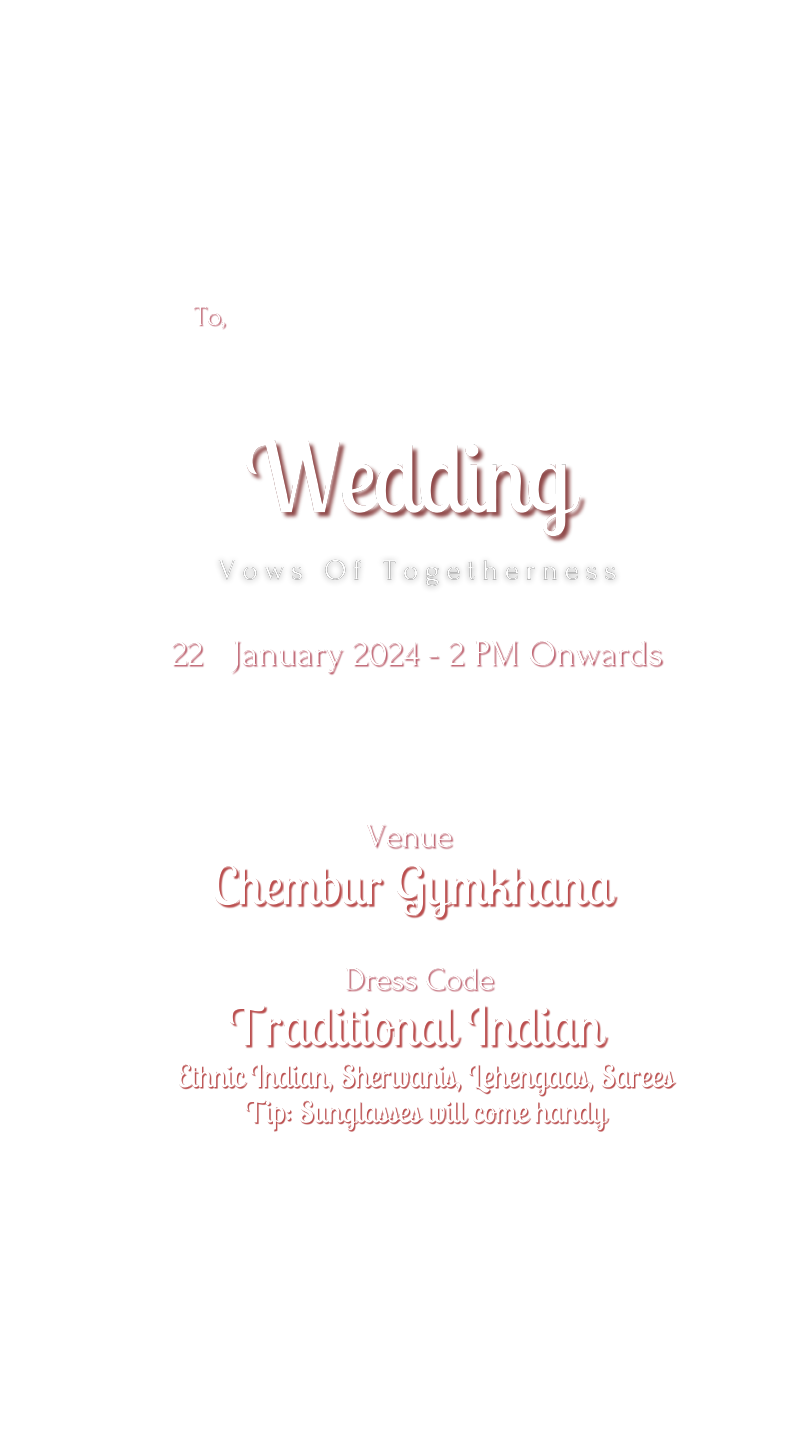 To,
Wedding
Vows Of Togetherness
22 January 2024 - 2 PM Onwards
Venue
Chembur Gymkhana
Dress Code
Traditional Indian
Ethnic Indian, Sherwanis, Lehengaas, Sarees
Tip: Sunglasses will come handy